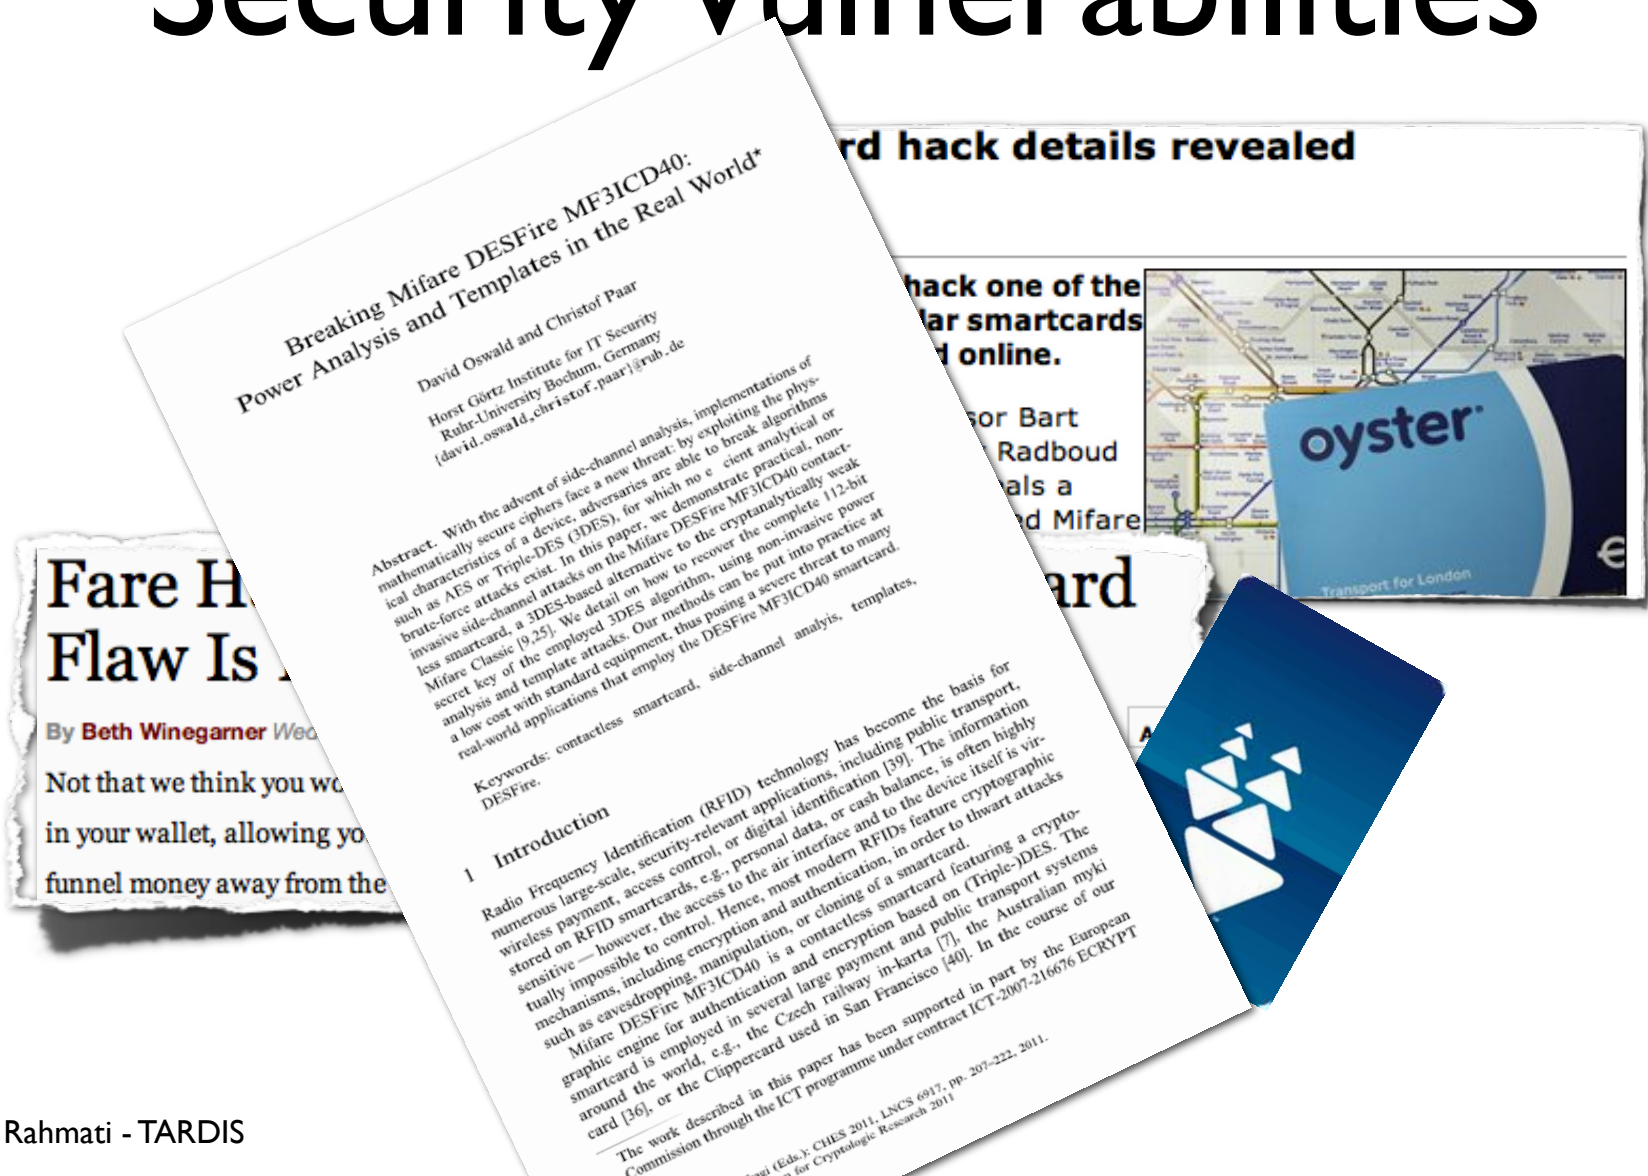 Security Vulnerabilities
rd hack details revealed
hack one of the
lar smartcards
d online.
sor Bart
Radboud
als a
d Mifare
oyster
Transport for London
€
Breaking Mifare DESFire MF3ICD40:
Power Analysis and Templates in the Real World*
David Oswald and Christof Paar
Horst Görtz Institute for IT Security
Ruhr-University Bochum, Germany
{david.oswald,christof.paar}@rub.de
Abstract. With the advent of side-channel analysis, implementations of
mathematically secure ciphers face a new threat: by exploiting the phys-
ical characteristics of a device, adversaries are able to break algorithms
such as AES or Triple-DES (3DES), for which no e cient analytical or
brute-force attacks exist. In this paper, we demonstrate practical, non-
invasive side-channel attacks on the Mifare DESFire MF3ICD40 contact-
less smartcard, a 3DES-based alternative to the cryptanalytically weak
Mifare Classic [9,25]. We detail on how to recover the complete 112-bit
secret key of the employed 3DES algorithm, using non-invasive power
analysis and template attacks. Our methods can be put into practice at
a low cost with standard equipment, thus posing a severe threat to many
real-world applications that employ the DESFire MF3ICD40 smartcard.
Keywords: contactless smartcard, side-channel analyis, templates,
DESFire.
1 Introduction
Radio Frequency Identification (RFID) technology has become the basis for
numerous large-scale, security-relevant applications, including public transport,
wireless payment, access control, or digital identification [39]. The information
stored on RFID smartcards, e.g., personal data, or cash balance, is often highly
sensitive — however, the access to the air interface and to the device itself is vir-
tually impossible to control. Hence, most modern RFIDs feature cryptographic
mechanisms, including encryption and authentication, in order to thwart attacks
such as eavesdropping, manipulation, or cloning of a smartcard.
Mifare DESFire MF3ICD40 is a contactless smartcard featuring a crypto-
graphic engine for authentication and encryption based on (Triple-)DES. The
smartcard is employed in several large payment and public transport systems
around the world, e.g., the Czech railway in-karta [7], the Australian myki
card [36], or the Clippercard used in San Francisco [40]. In the course of our
The work described in this paper has been supported in part by the European
Commission through the ICT programme under contract ICT-2007-216676 ECRYPT
agi (Eds.): CHES 2011, LNCS 6917, pp. 207–222, 2011.
for Cryptologic Research 2011
Fare H
ard
Flaw Is
By Beth Winegarner Wed
Not that we think you wo
in your wallet, allowing yo
funnel money away from the
A
Rahmati - TARDIS